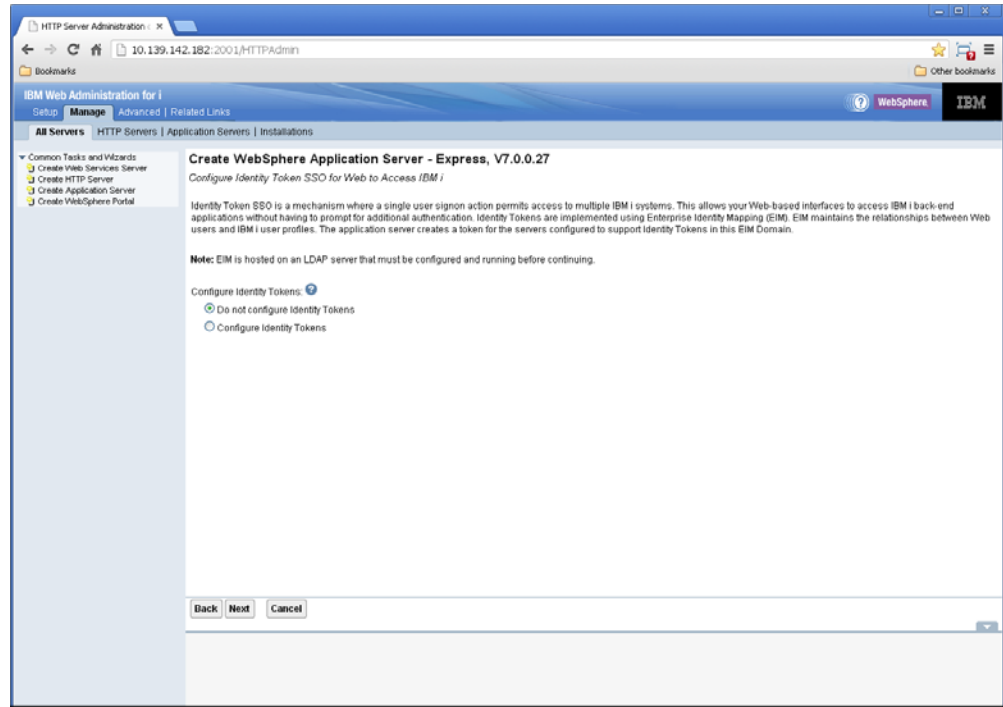 HTTP Server Administration
10.139.142.182:2001/HTTPAdmin
Bookmarks
Other bookmarks
IBM Web Administration for i
Setup Manage Advanced | Related Links
WebSphere.
IBM
All Servers HTTP Servers | Application Servers | Installations
Common Tasks and Wizards
Create Web Services Server
Create HTTP Server
Create Application Server
Create WebSphere Portal
Create WebSphere Application Server - Express, V7.0.0.27
Configure Identity Token SSO for Web to Access IBM i
Identity Token SSO is a mechanism where a single user signon action permits access to multiple IBM i systems. This allows your Web-based interfaces to access IBM i back-end
applications without having to prompt for additional authentication. Identity Tokens are implemented using Enterprise Identity Mapping (EIM). EIM maintains the relationships between Web
users and IBM i user profiles. The application server creates a token for the servers configured to support Identity Tokens in this EIM Domain.
Note: EIM is hosted on an LDAP server that must be configured and running before continuing.
Configure Identity Tokens: ?
Do not configure Identity Tokens
Configure Identity Tokens
Back Next Cancel